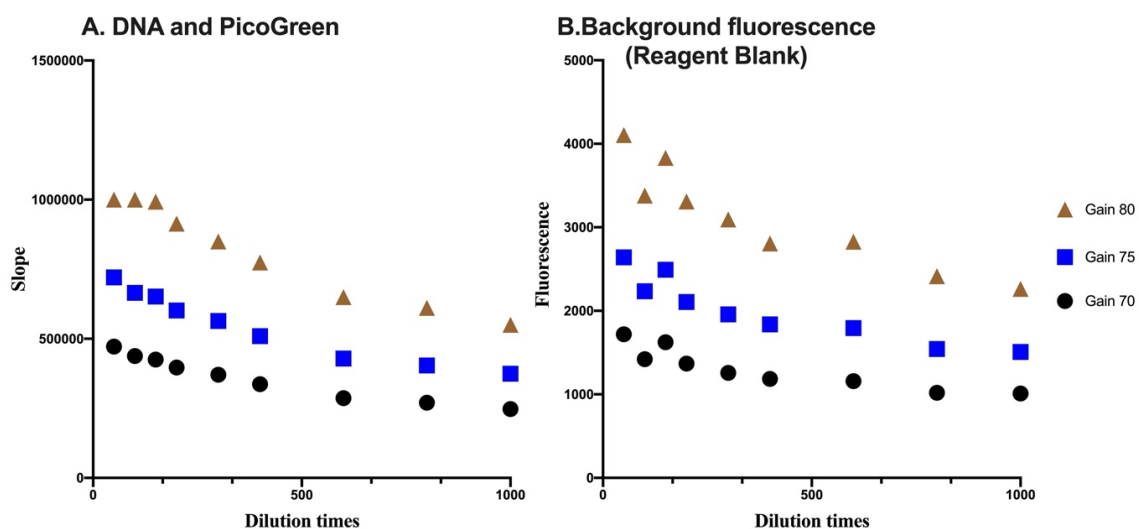 A. DNA and PicoGreen
1500000
1000000
500000
0
Slope
0
500
1000
Dilution times
B.Background fluorescence
(Reagent Blank)
5000
4000
3000
2000
1000
0
Fluorescence
0
500
1000
Dilution times
Gain 80
Gain 75
Gain 70